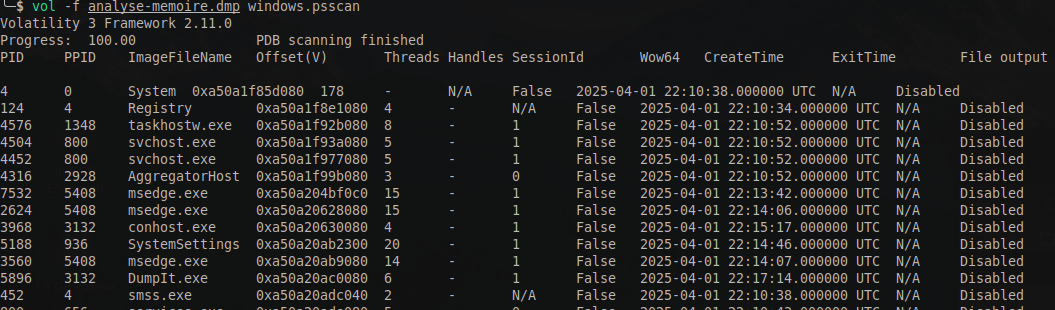 $ vol -f analyse-memoire.dmp windows.psscan
Volatility 3 Framework 2.11.0
Progress:  100.00               PDB scanning finished
PID     PPID    ImageFileName   Offset(V)       Threads Handles SessionId       Wow64   CreateTime      ExitTime        File output
4       0       System  0xa50a1f85d080  178     -       N/A     False   2025-04-01 22:10:38.000000 UTC  N/A     Disabled
124     4       Registry        0xa50a1f8e1080  4       -       N/A     False   2025-04-01 22:10:34.000000 UTC  N/A     Disabled
4576    1348    taskhostw.exe   0xa50a1f92b080  8       -       1       False   2025-04-01 22:10:52.000000 UTC  N/A     Disabled
4504    800     svchost.exe     0xa50a1f93a080  5       -       1       False   2025-04-01 22:10:52.000000 UTC  N/A     Disabled
4452    800     svchost.exe     0xa50a1f977080  5       -       1       False   2025-04-01 22:10:52.000000 UTC  N/A     Disabled
4316    2928    AggregatorHost  0xa50a1f99b080  3       -       0       False   2025-04-01 22:10:52.000000 UTC  N/A     Disabled
7532    5408    msedge.exe      0xa50a204bf0c0  15      -       1       False   2025-04-01 22:13:42.000000 UTC  N/A     Disabled
2624    5408    msedge.exe      0xa50a20628080  15      -       1       False   2025-04-01 22:14:06.000000 UTC  N/A     Disabled
3968    3132    conhost.exe     0xa50a20630080  4       -       1       False   2025-04-01 22:15:17.000000 UTC  N/A     Disabled
5188    936     SystemSettings  0xa50a20ab2300  20      -       1       False   2025-04-01 22:14:46.000000 UTC  N/A     Disabled
3560    5408    msedge.exe      0xa50a20ab9080  14      -       1       False   2025-04-01 22:14:07.000000 UTC  N/A     Disabled
5896    3132    DumpIt.exe      0xa50a20ac0080  6       -       1       False   2025-04-01 22:17:14.000000 UTC  N/A     Disabled
452     4       smss.exe        0xa50a20adc040  2       -       N/A     False   2025-04-01 22:10:38.000000 UTC  N/A     Disabled